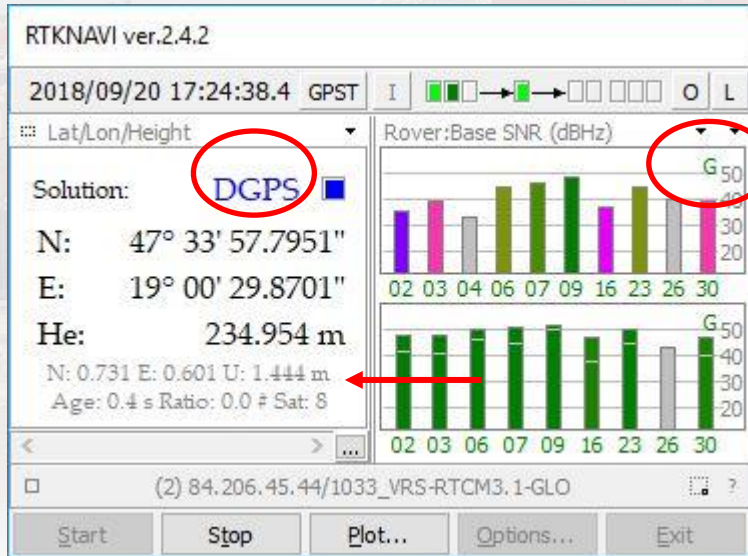 RTKNAVI ver.2.4.2
2018/09/20 17:24:38.4 GPST I O L
Lat/Lon/Height
Rover:Base SNR (dBHz)
Solution: DGPS
N: 47° 33' 57.7951"
E: 19° 00' 29.8701"
He: 234.954 m
N: 0.731 E: 0.601 U: 1.444 m
Age: 0.4 s Ratio: 0.0 # Sat: 8
G 50
40
30
20
02 03 04 06 07 09 16 23 26 30
G 50
40
30
20
02 03 06 07 09 16 23 26 30
< > ...
(2) 84.206.45.44/1033_VRS-RTCM3.1-GLO ?
Start Stop Plot... Options... Exit